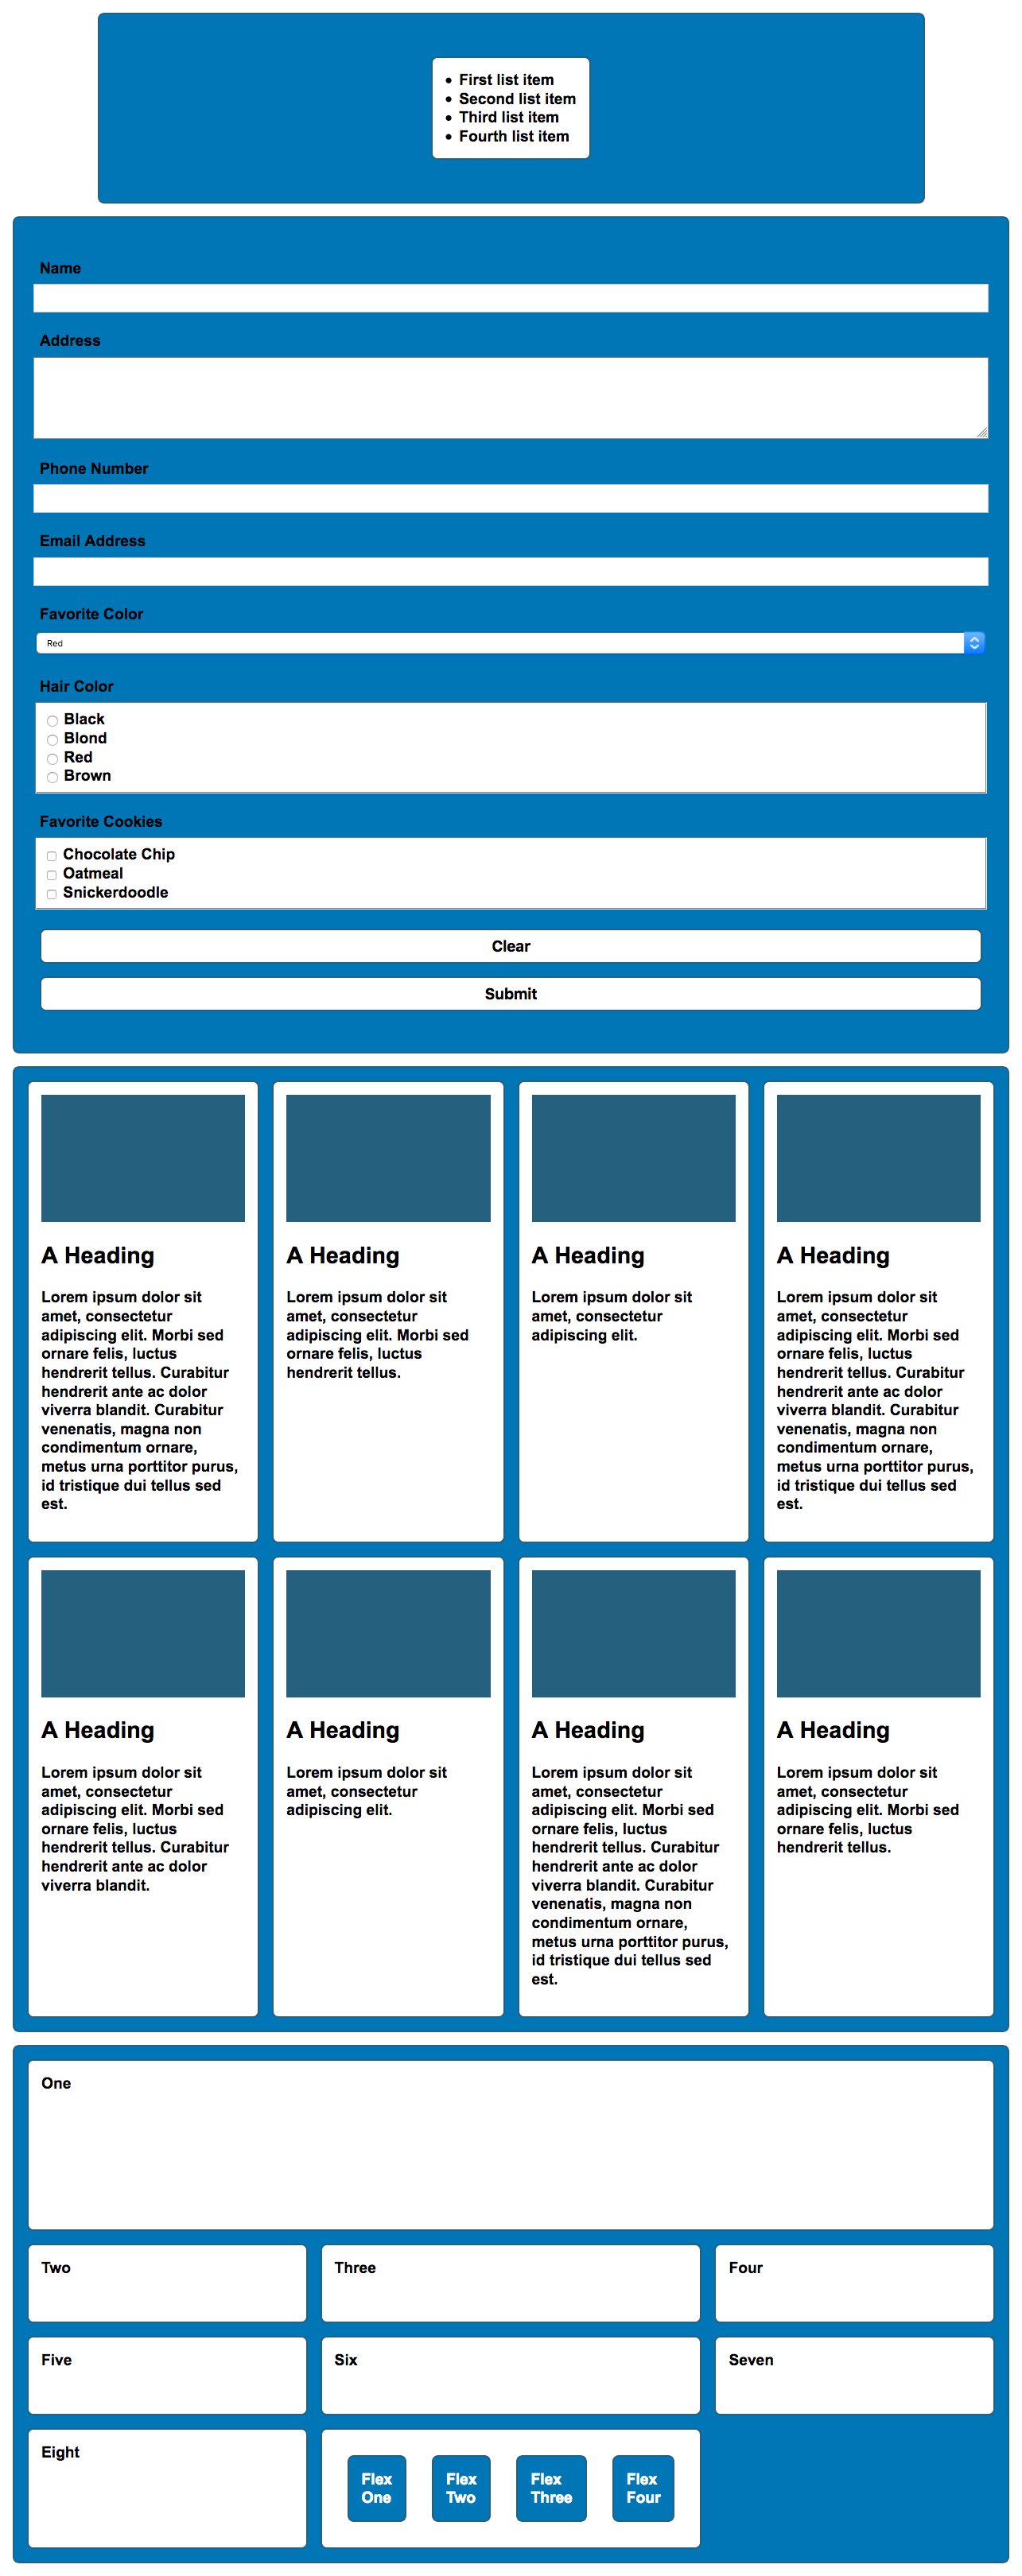 First list item
Second list item
Third list item
Fourth list item
Name
Address
Phone Number
Email Address
Favorite Color
Red
Hair Color
Black
Blond
Red
Brown
Favorite Cookies
Chocolate Chip
Oatmeal
Snickerdoodle
Clear
Submit
A Heading
Lorem ipsum dolor sit
amet, consectetur
adipiscing elit. Morbi sed
ornare felis, luctus
hendrerit tellus. Curabitur
hendrerit ante ac dolor
viverra blandit. Curabitur
venenatis, magna non
condimentum ornare,
metus urna porttitor purus,
id tristique dui tellus sed
est.
A Heading
Lorem ipsum dolor sit
amet, consectetur
adipiscing elit. Morbi sed
ornare felis, luctus
hendrerit tellus.
A Heading
Lorem ipsum dolor sit
amet, consectetur
adipiscing elit.
A Heading
Lorem ipsum dolor sit
amet, consectetur
adipiscing elit. Morbi sed
ornare felis, luctus
hendrerit tellus. Curabitur
hendrerit ante ac dolor
viverra blandit. Curabitur
venenatis, magna non
condimentum ornare,
metus urna porttitor purus,
id tristique dui tellus sed
est.
A Heading
Lorem ipsum dolor sit
amet, consectetur
adipiscing elit. Morbi sed
ornare felis, luctus
hendrerit tellus. Curabitur
hendrerit ante ac dolor
viverra blandit.
A Heading
Lorem ipsum dolor sit
amet, consectetur
adipiscing elit.
A Heading
Lorem ipsum dolor sit
amet, consectetur
adipiscing elit. Morbi sed
ornare felis, luctus
hendrerit tellus. Curabitur
hendrerit ante ac dolor
viverra blandit. Curabitur
venenatis, magna non
condimentum ornare,
metus urna porttitor purus,
id tristique dui tellus sed
est.
A Heading
Lorem ipsum dolor sit
amet, consectetur
adipiscing elit. Morbi sed
ornare felis, luctus
hendrerit tellus.
One
Two
Three
Four
Five
Six
Seven
Eight
Flex
One
Flex
Two
Flex
Three
Flex
Four